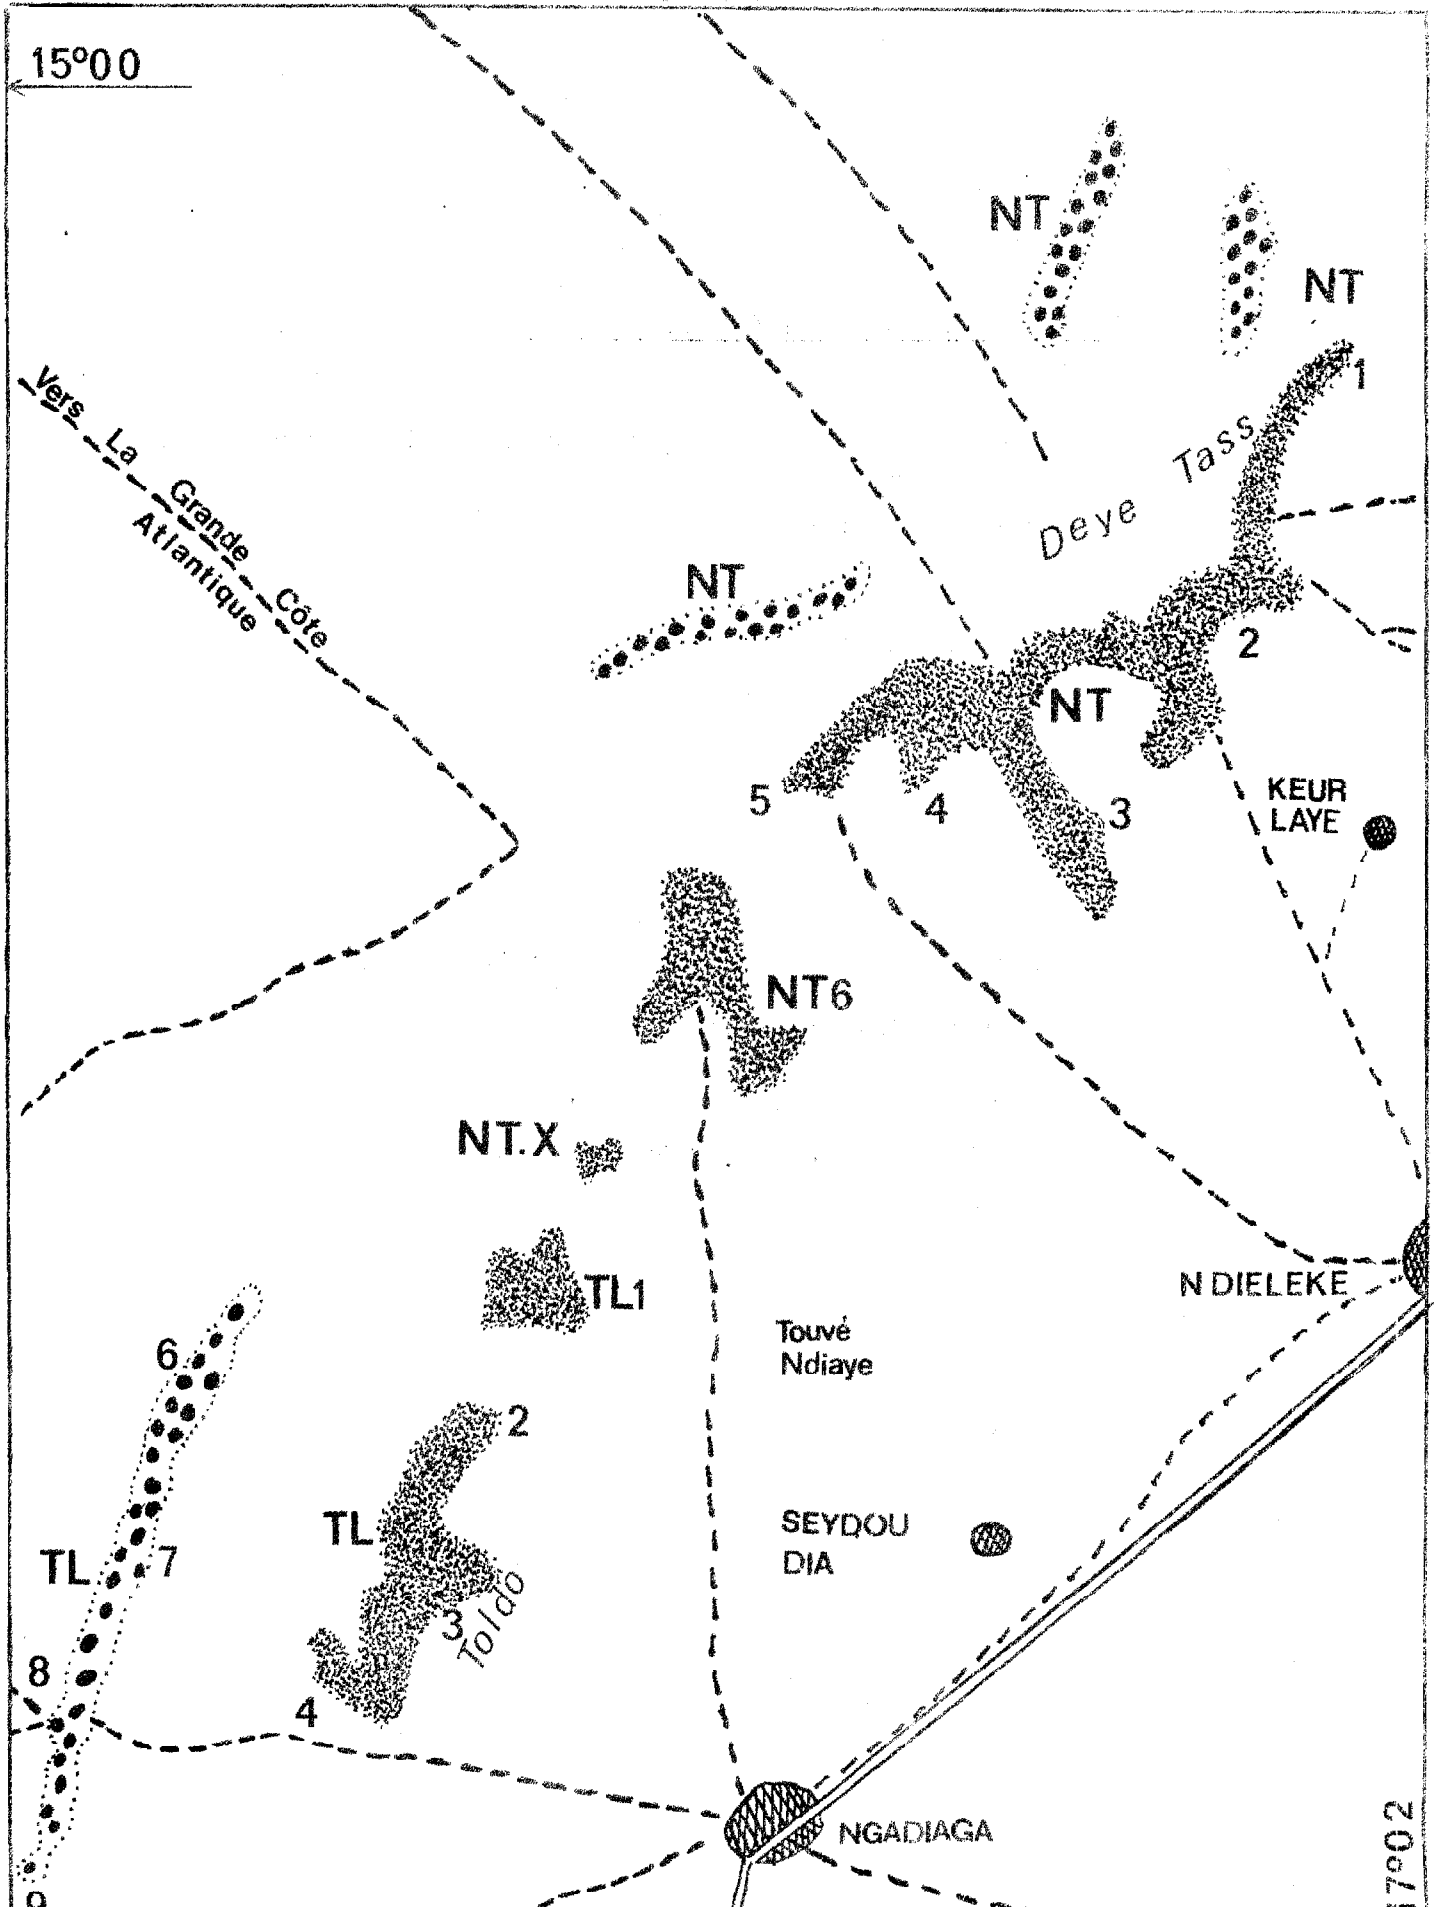 15°00
NT
NT
1
Vers La Grande Côte
Atlantique
Deye Tass
NT
2
NT
KEUR
LAYE
5
4
3
NT6
NT.X
TL1
N DIELEKE
Touvé
Ndiaye
6
2
TL
SEYDOU
DIA
TL
7
3
Toldo
8
4
NGADIAGA
17°02
9